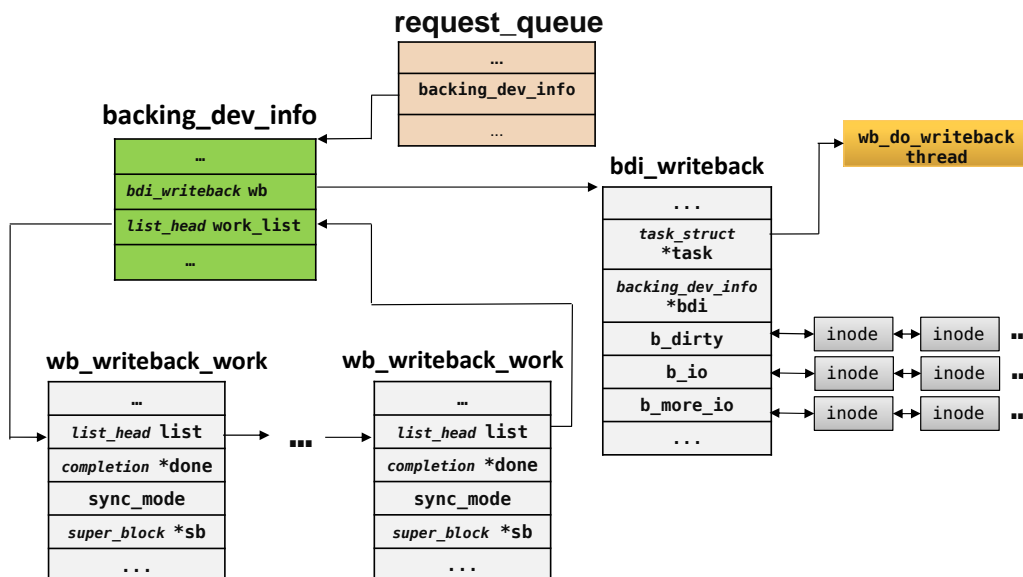 request_queue
…
backing_dev_info
...
backing_dev_info
…
bdi_writeback wb
list_head work_list
…
wb_do_writeback
thread
bdi_writeback
...
task_struct
*task
backing_dev_info
*bdi
b_dirty
b_io
b_more_io
...
inode
inode
...
inode
inode
...
inode
inode
...
wb_writeback_work
…
list_head list
completion *done
sync_mode
super_block *sb
...
...
wb_writeback_work
…
list_head list
completion *done
sync_mode
super_block *sb
...